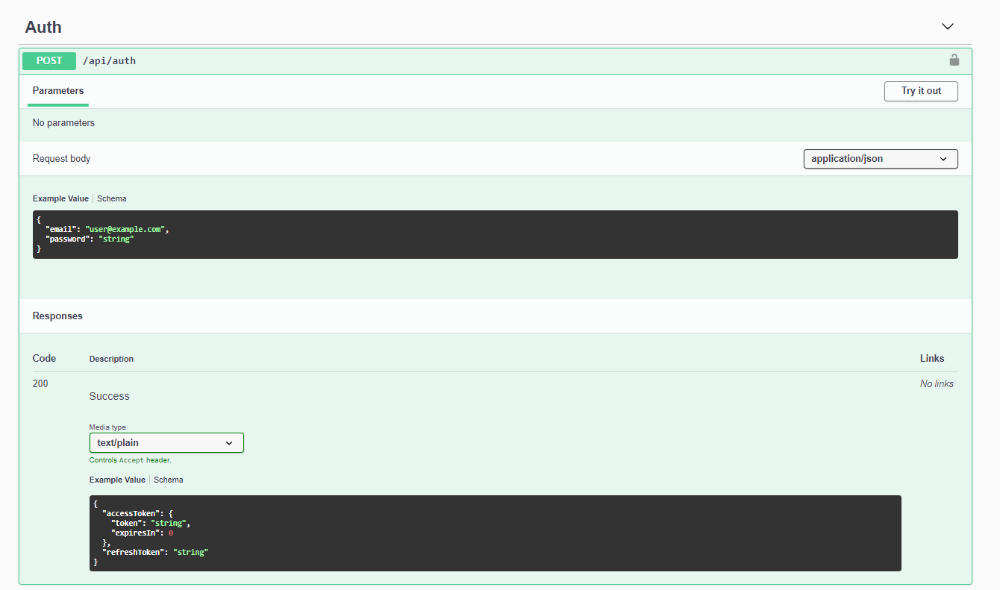 Auth
POST /api/auth
Parameters
Try it out
No parameters
Request body
application/json
Example Value | Schema
{
  "email": "user@example.com",
  "password": "string"
}
Responses
Code Description Links
200 No links
Success
Media type
text/plain
Controls Accept header.
Example Value | Schema
{
  "accessToken": {
    "token": "string",
    "expiresIn": 0
  },
  "refreshToken": "string"
}